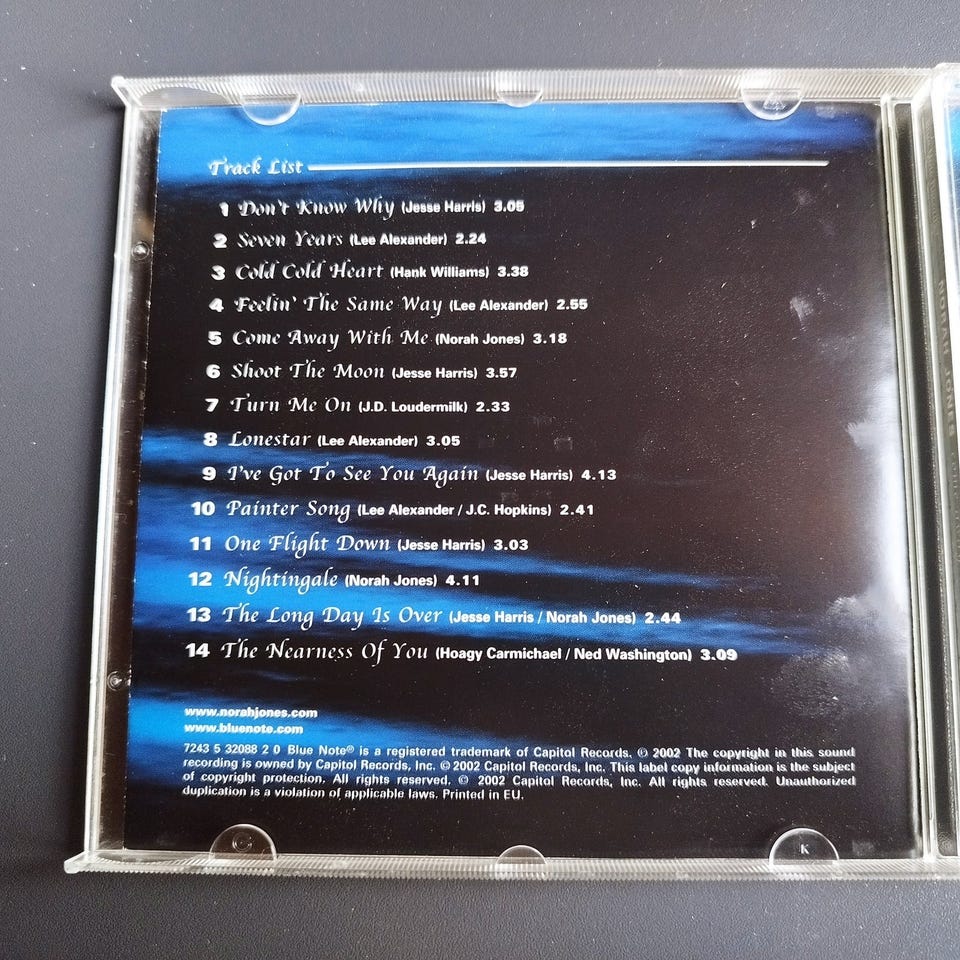 Track List
1 Don't Know Why (Jesse Harris) 3.05
2 Seven Years (Lee Alexander) 2.24
3 Cold Cold Heart (Hank Williams) 3.38
4 Feelin' The Same Way (Lee Alexander) 2.55
5 Come Away With Me (Norah Jones) 3.18
6 Shoot The Moon (Jesse Harris) 3.57
7 Turn Me On (J.D. Loudermilk) 2.33
8 Lonestar (Lee Alexander) 3.05
9 I've Got To See You Again (Jesse Harris) 4.13
10 Painter Song (Lee Alexander / J.C. Hopkins) 2.41
11 One Flight Down (Jesse Harris) 3.03
12 Nightingale (Norah Jones) 4.11
13 The Long Day Is Over (Jesse Harris / Norah Jones) 2.44
14 The Nearness Of You (Hoagy Carmichael / Ned Washington) 3.09
www.norahjones.com
www.bluenote.com
7243 5 32088 2 0 Blue Note® is a registered trademark of Capitol Records. ℗ 2002 The copyright in this sound
recording is owned by Capitol Records, Inc. © 2002 Capitol Records, Inc. This label copy information is the subject
of copyright protection. All rights reserved. © 2002 Capitol Records, Inc. All rights reserved. Unauthorized
duplication is a violation of applicable laws. Printed in EU.
K
NORAH JONES